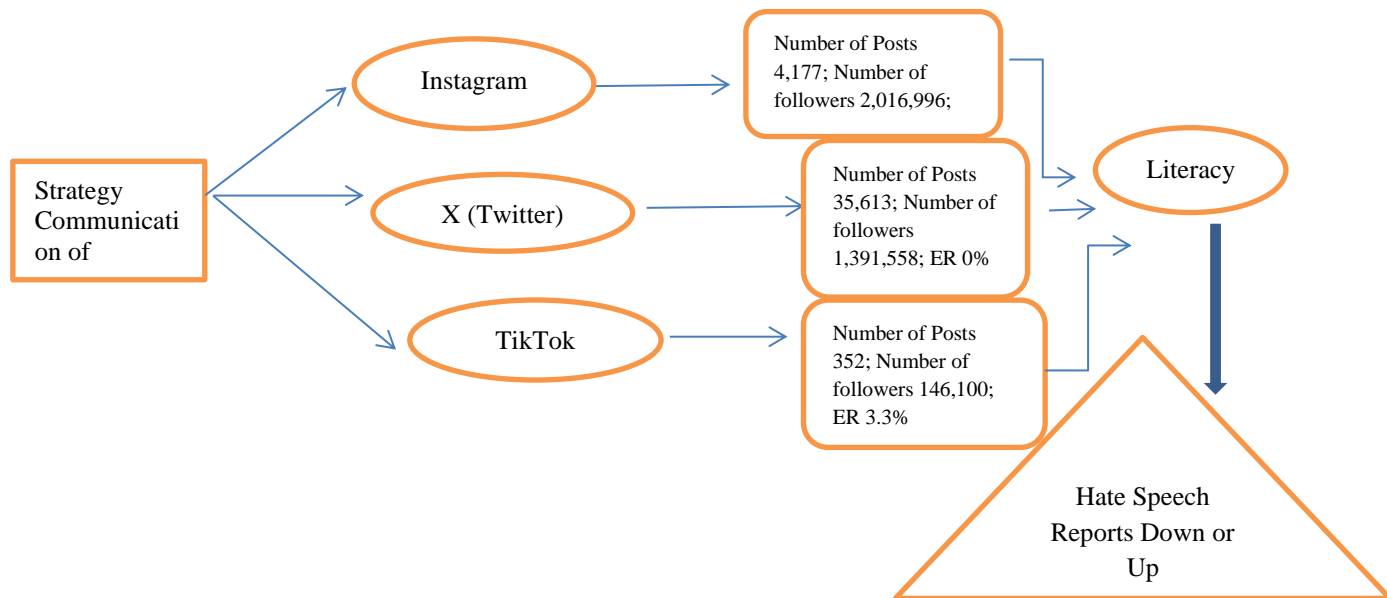 Strategy
Communicati
on of
Instagram
X (Twitter)
TikTok
Number of Posts
4,177; Number of
followers 2,016,996;
Number of Posts
35,613; Number of
followers
1,391,558; ER 0%
Number of Posts
352; Number of
followers 146,100;
ER 3.3%
Literacy
Hate Speech
Reports Down or
Up